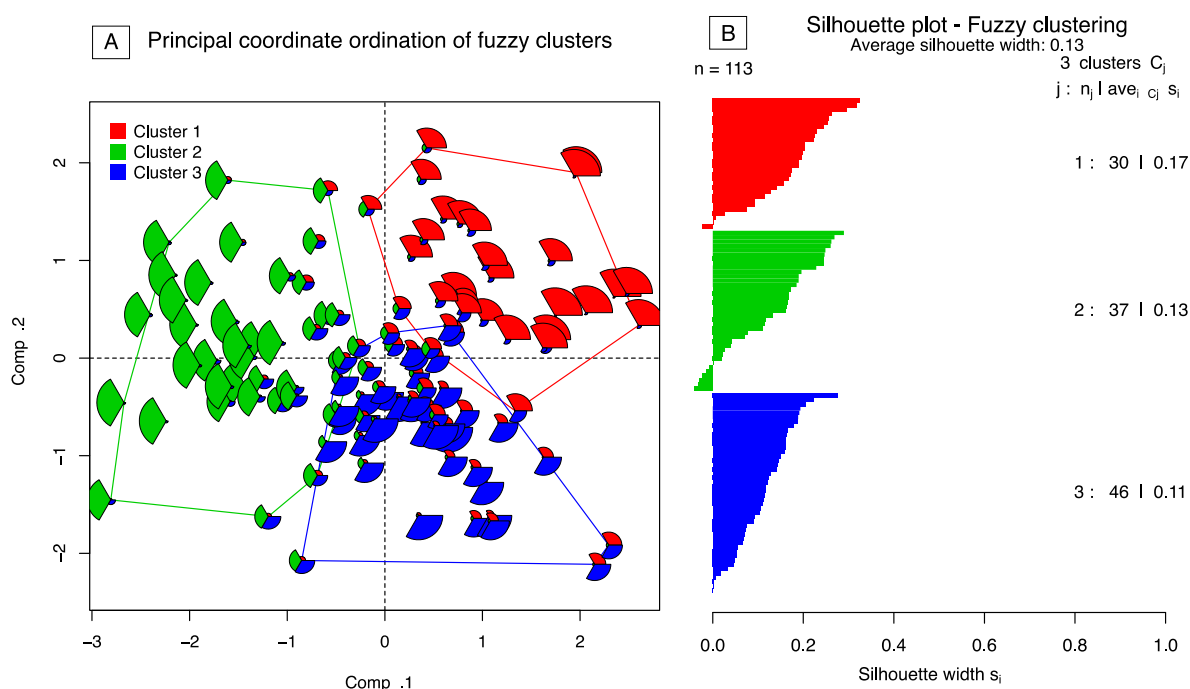 A
Principal coordinate ordination of fuzzy clusters
Cluster 1
Cluster 2
Cluster 3
2
1
0
-1
-2
Comp .2
-3
-2
-1
0
1
2
Comp .1
B
Silhouette plot - Fuzzy clustering
Average silhouette width: 0.13
n = 113
3 clusters Cj
j : nj | avei Cj si
1 : 30 | 0.17
2 : 37 | 0.13
3 : 46 | 0.11
0.0
0.2
0.4
0.6
0.8
1.0
Silhouette width si